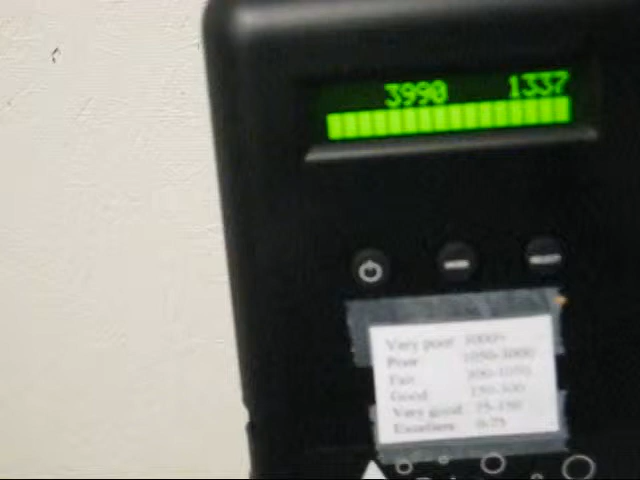 3990 1337
Very poor 3000+
Poor 1050-3000
Fair 300-1050
Good 150-300
Very good 75-150
Excellent 0-75